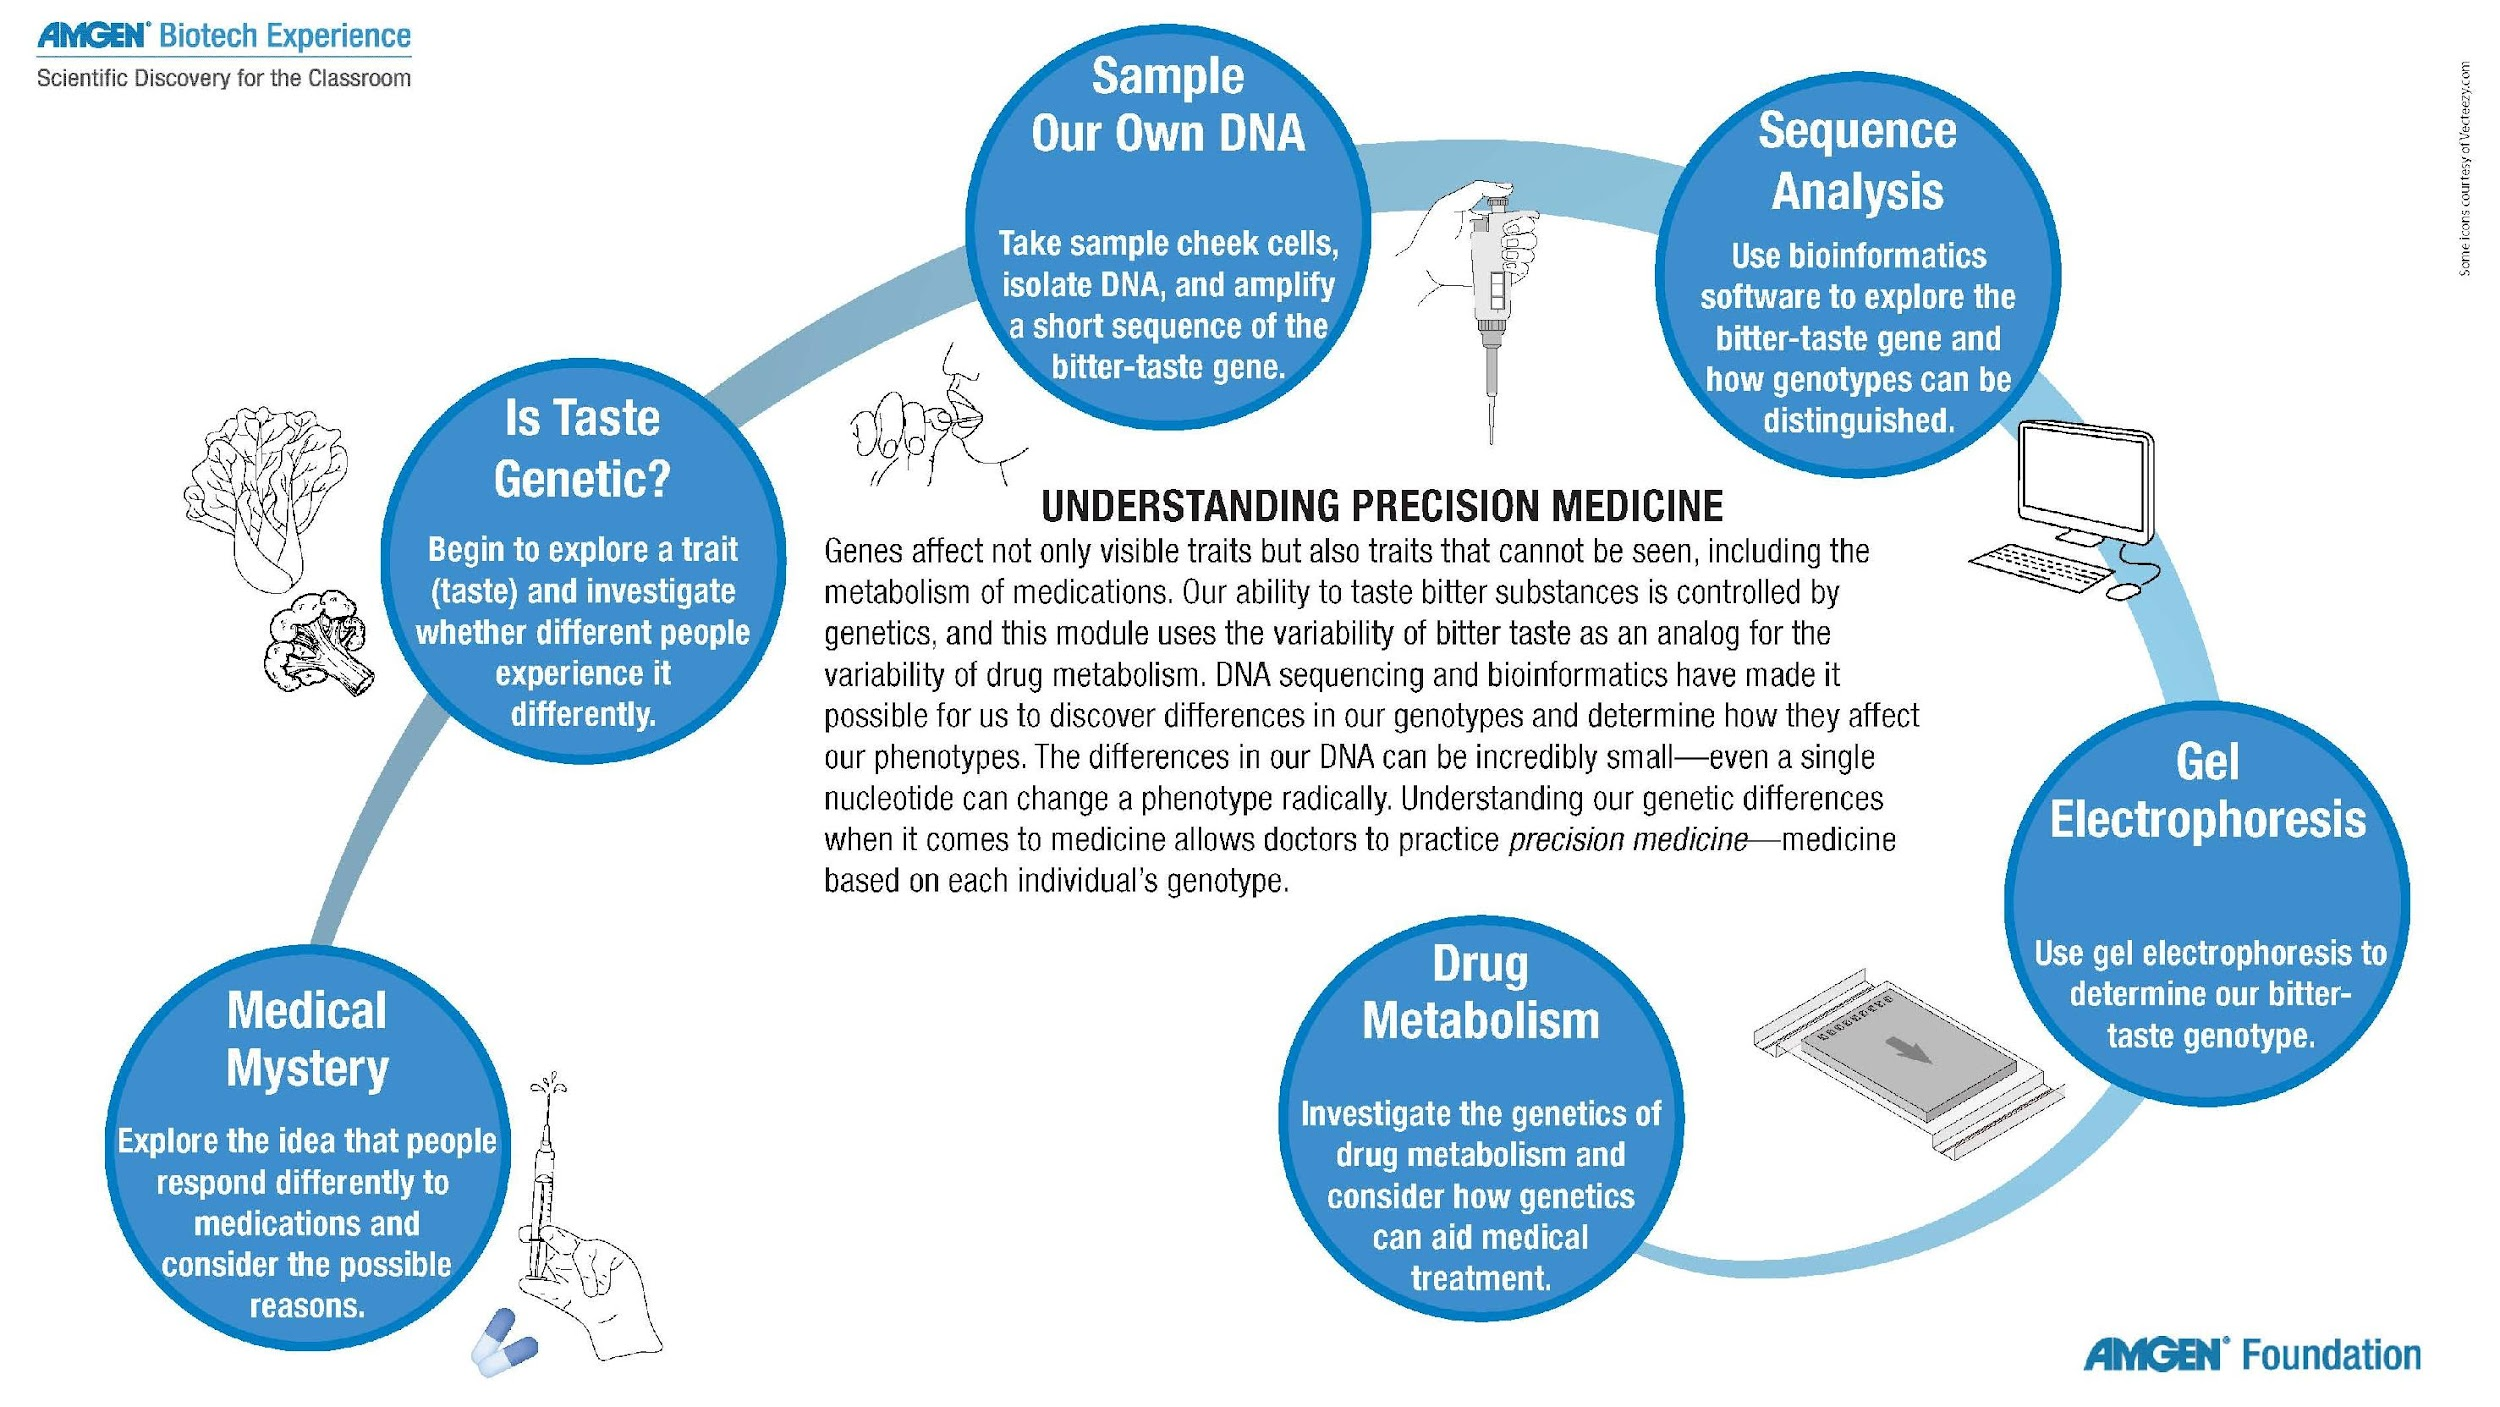 AMGEN® Biotech Experience
Scientific Discovery for the Classroom
Some icons courtesy of Vecteezy.com
Medical
Mystery
Explore the idea that people
respond differently to
medications and
consider the possible
reasons.
Is Taste
Genetic?
Begin to explore a trait
(taste) and investigate
whether different people
experience it
differently.
Sample
Our Own DNA
Take sample cheek cells,
isolate DNA, and amplify
a short sequence of the
bitter-taste gene.
Sequence
Analysis
Use bioinformatics
software to explore the
bitter-taste gene and
how genotypes can be
distinguished.
Gel
Electrophoresis
Use gel electrophoresis to
determine our bitter-
taste genotype.
Drug
Metabolism
Investigate the genetics of
drug metabolism and
consider how genetics
can aid medical
treatment.
UNDERSTANDING PRECISION MEDICINE
Genes affect not only visible traits but also traits that cannot be seen, including the
metabolism of medications. Our ability to taste bitter substances is controlled by
genetics, and this module uses the variability of bitter taste as an analog for the
variability of drug metabolism. DNA sequencing and bioinformatics have made it
possible for us to discover differences in our genotypes and determine how they affect
our phenotypes. The differences in our DNA can be incredibly small—even a single
nucleotide can change a phenotype radically. Understanding our genetic differences
when it comes to medicine allows doctors to practice precision medicine—medicine
based on each individual’s genotype.
AMGEN® Foundation